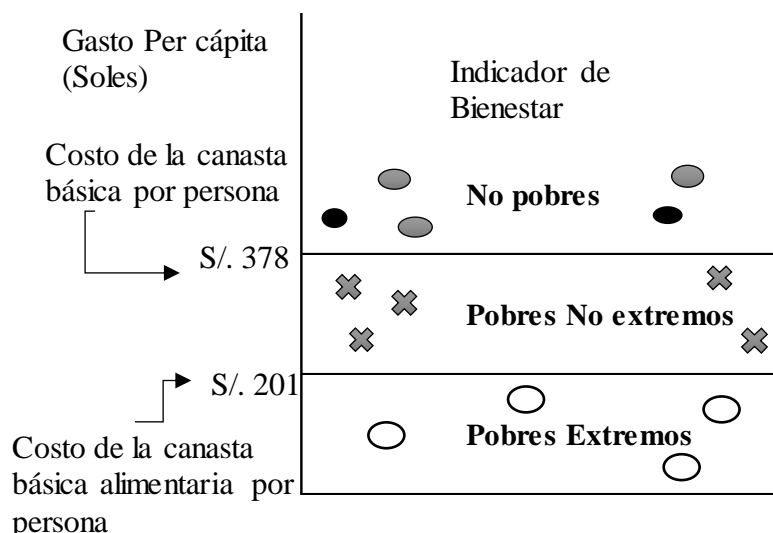 Gasto Per cápita
(Soles)
Indicador de
Bienestar
Costo de la canasta
básica por persona
No pobres
S/. 378
Pobres No extremos
S/. 201
Pobres Extremos
Costo de la canasta
básica alimentaria por
persona